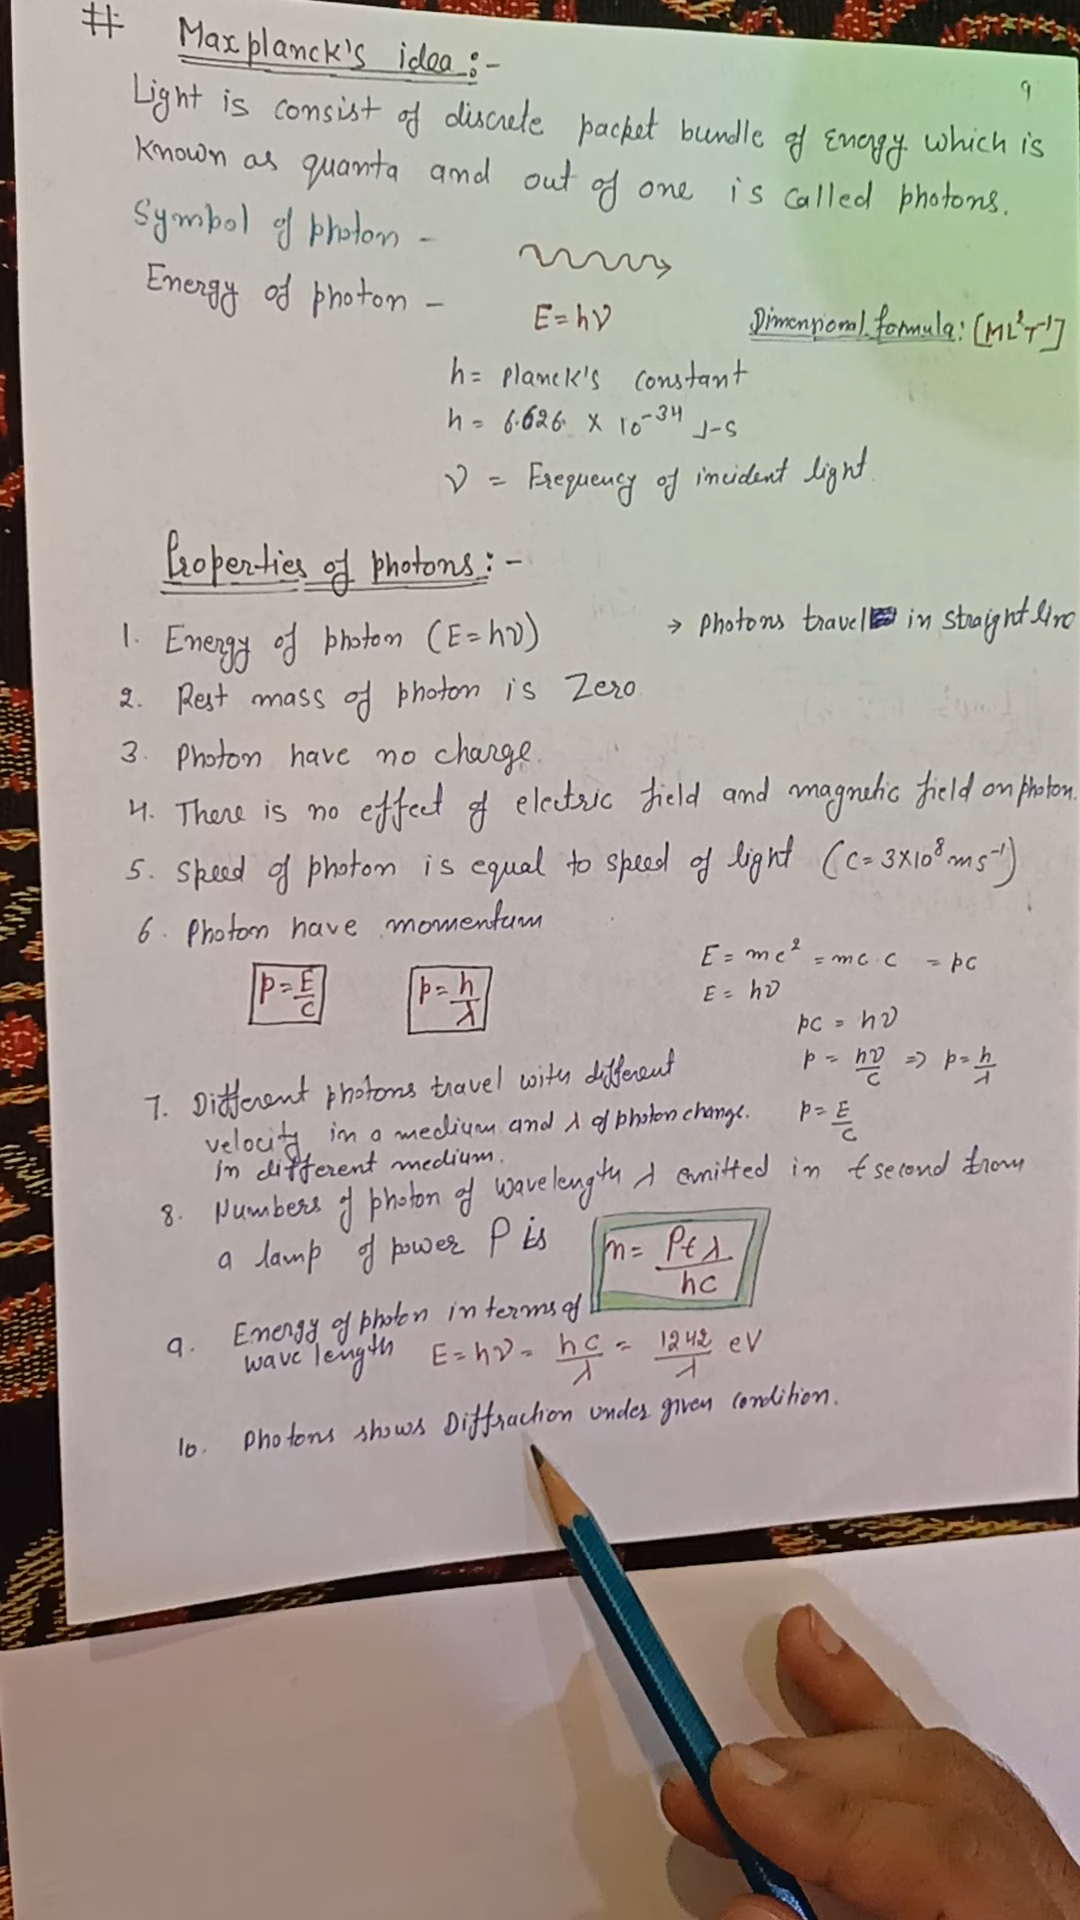 # Maxplanck's idea :-
9
Light is consist of discrete packet bundle of Energy which is
known as quanta and out of one is called photons.
Symbol of photon -
Energy of photon - E = hν
Dimensional formula: [ML²T⁻¹]
h = planck's constant
h = 6.626 × 10⁻³⁴ J-S
ν = Frequency of incident light
Properties of photons :-
1. Energy of photon (E = hν)
→ photons travel in straight line
2. Rest mass of photon is Zero
3. Photon have no charge.
4. There is no effect of electric field and magnetic field on photon.
5. Speed of photon is equal to speed of light (C = 3×10⁸ ms⁻¹)
6. Photon have momentum
p = E/C p = h/λ
E = mc² = mc·c = pc
E = hν
pc = hν
p = hν/c ⇒ p = h/λ
p = E/c
7. Different photons travel with different
velocity in a medium and λ of photon change.
in different medium.
8. Numbers of photon of wavelength λ emitted in t second from
a lamp of power P is n = Ptλ/hc
9. Energy of photon in terms of
wave length E = hν = hc/λ = 1242/λ eV
10. Photons shows Diffraction under given condition.